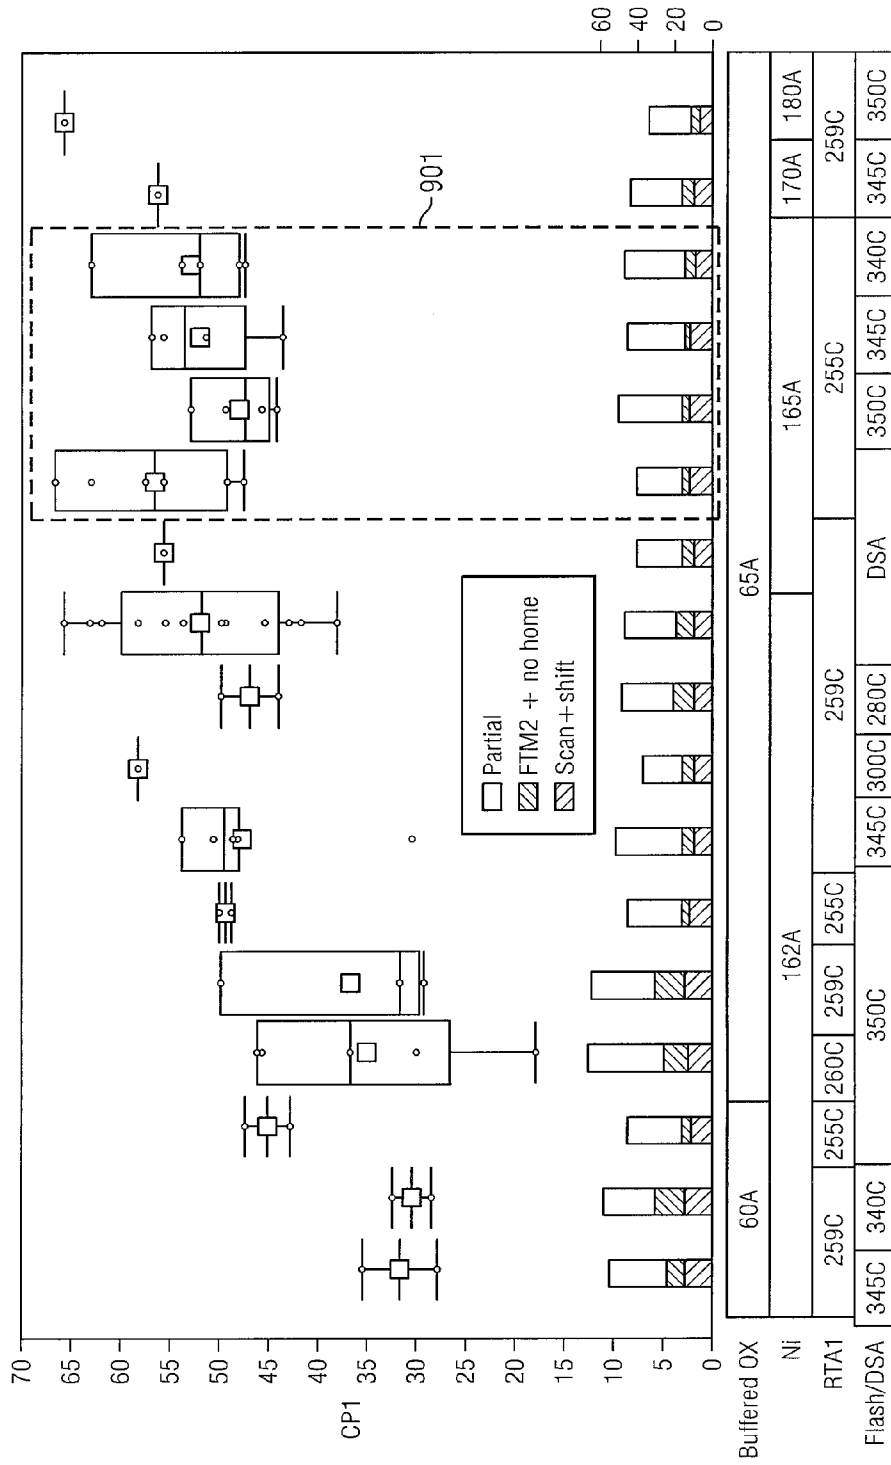 70
65
60
55
50
45
40
35
30
25
20
15
10
5
0
CP1
60
40
20
0
901
Partial
FTM2 + no home
Scan+shift
Buffered OX 60A 65A
Ni 162A 165A 170A 180A
RTA1 259C 255C 260C 259C 255C 259C 255C 259C
Flash/DSA 345C 340C 350C 345C 300C 280C DSA 350C 345C 340C 345C 350C